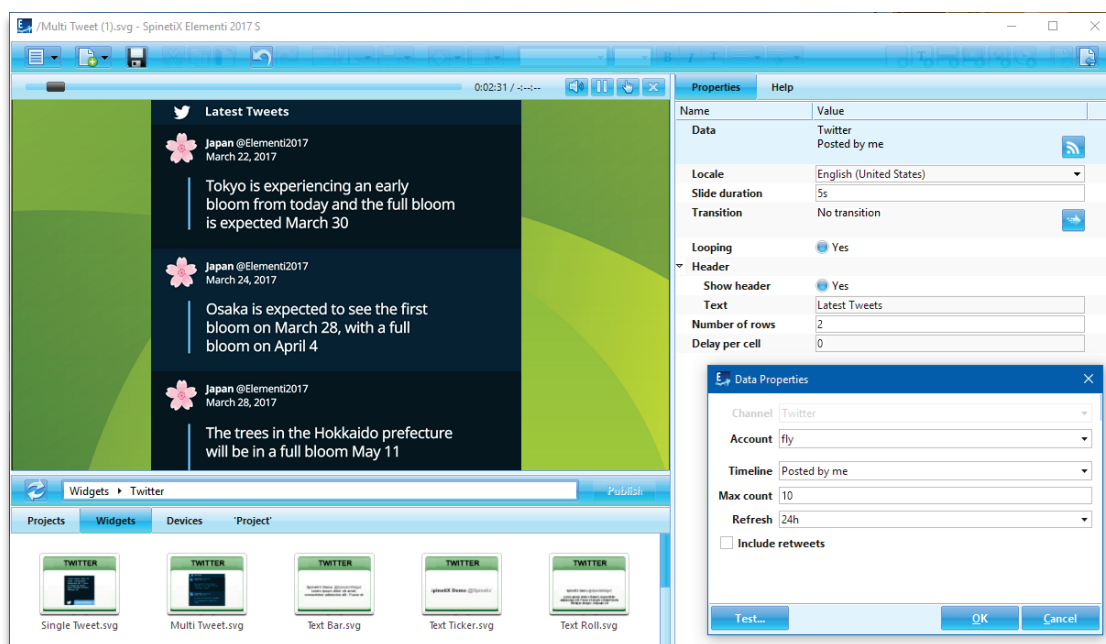 /Multi Tweet (1).svg - SpinetiX Elementi 2017 S
0:02:31 / -:--:--
Latest Tweets
Japan @Elementi2017
March 22, 2017
Tokyo is experiencing an early
bloom from today and the full bloom
is expected March 30
Japan @Elementi2017
March 24, 2017
Osaka is expected to see the first
bloom on March 28, with a full
bloom on April 4
Japan @Elementi2017
March 28, 2017
The trees in the Hokkaido prefecture
will be in a full bloom May 11
Widgets Twitter
Publish
Projects Widgets Devices 'Project'
TWITTER TWITTER TWITTER TWITTER TWITTER
Single Tweet.svg Multi Tweet.svg Text Bar.svg Text Ticker.svg Text Roll.svg
Properties Help
Name Value
Data Twitter
Posted by me
Locale English (United States)
Slide duration 5s
Transition No transition
Looping Yes
Header
Show header Yes
Text Latest Tweets
Number of rows 2
Delay per cell 0
Data Properties
Channel Twitter
Account fly
Timeline Posted by me
Max count 10
Refresh 24h
Include retweets
Test... OK Cancel